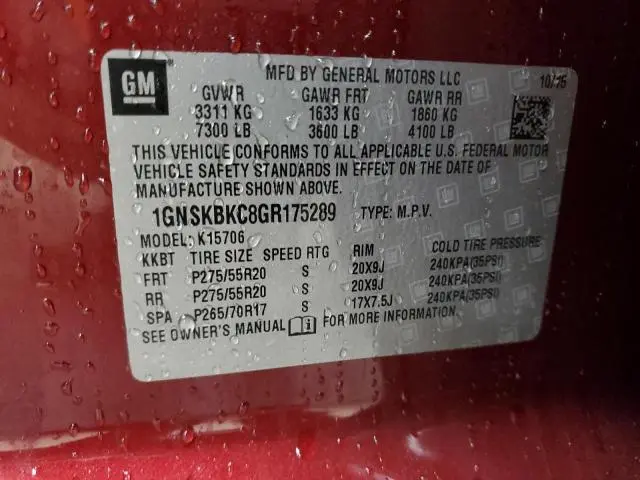 GM
MFD BY GENERAL MOTORS LLC
10/15
GVWR GAWR FRT GAWR RR
3311 KG 1633 KG 1860 KG
7300 LB 3600 LB 4100 LB
THIS VEHICLE CONFORMS TO ALL APPLICABLE U.S. FEDERAL MOTOR
VEHICLE SAFETY STANDARDS IN EFFECT ON THE DATE OF
MANUFACTURE SHOWN ABOVE.
1GNSKBKC8GR175289 TYPE: M.P.V.
MODEL: K15706
KKBT TIRE SIZE SPEED RTG RIM COLD TIRE PRESSURE
FRT P275/55R20 S 20X9J 240KPA(35PSI)
RR P275/55R20 S 20X9J 240KPA(35PSI)
SPA P265/70R17 S 17X7.5J 240KPA(35PSI)
SEE OWNER'S MANUAL FOR MORE INFORMATION